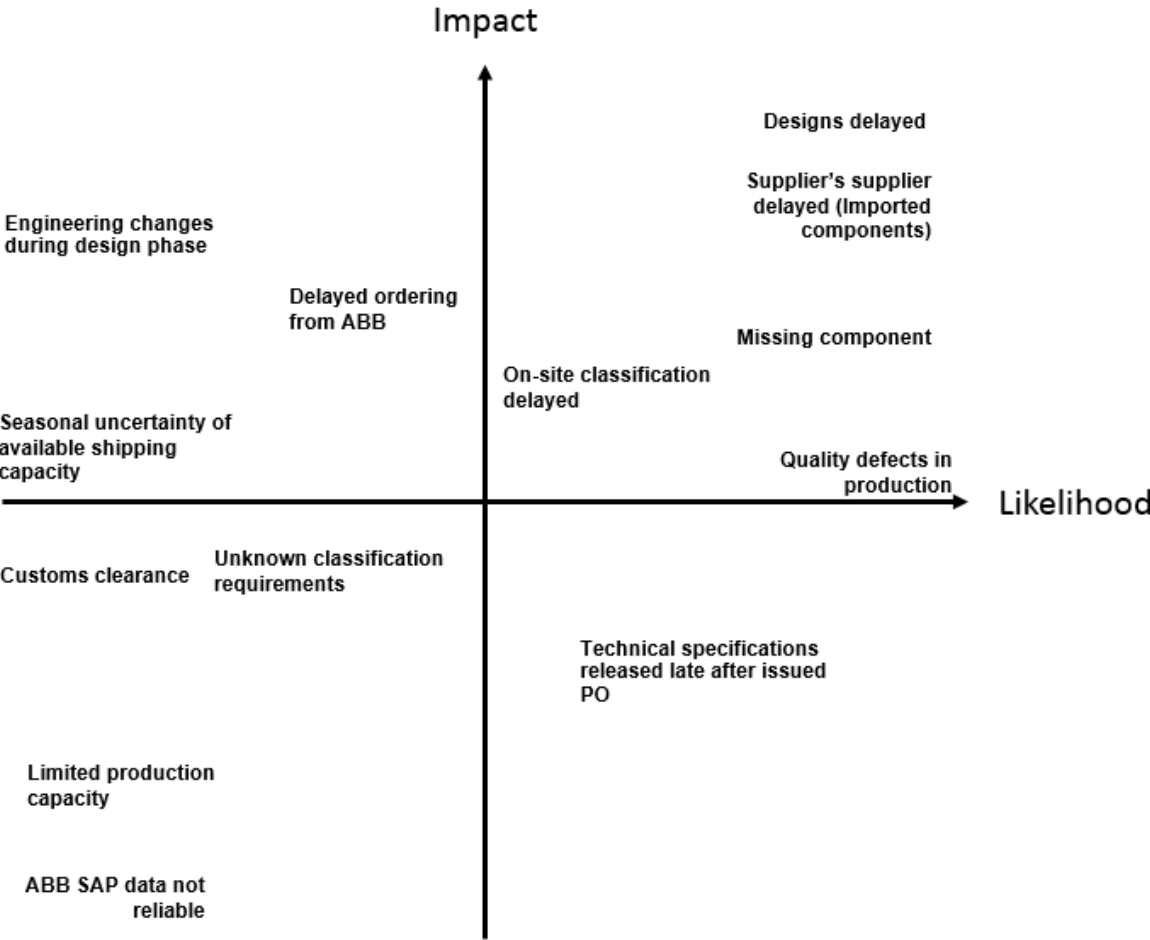 Impact
Designs delayed
Supplier’s supplier
delayed (Imported
components)
Engineering changes
during design phase
Delayed ordering
from ABB
Missing component
On-site classification
delayed
Seasonal uncertainty of
available shipping
capacity
Quality defects in
production
Likelihood
Customs clearance
Unknown classification
requirements
Technical specifications
released late after issued
PO
Limited production
capacity
ABB SAP data not
reliable